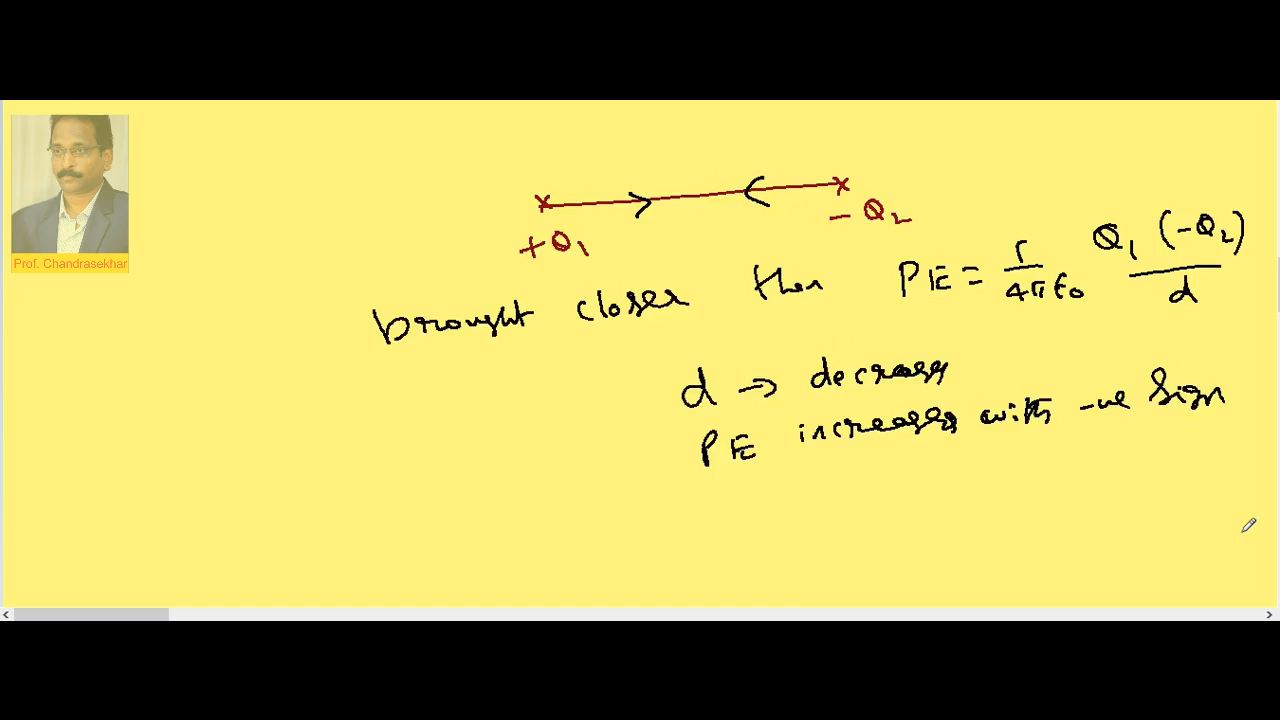 Prof. Chandrasekhar
+Q₁ - Q₂
brought closer then PE = 1/4πε₀ Q₁ (-Q₂)/d
d → decreases
PE increases with -ve sign